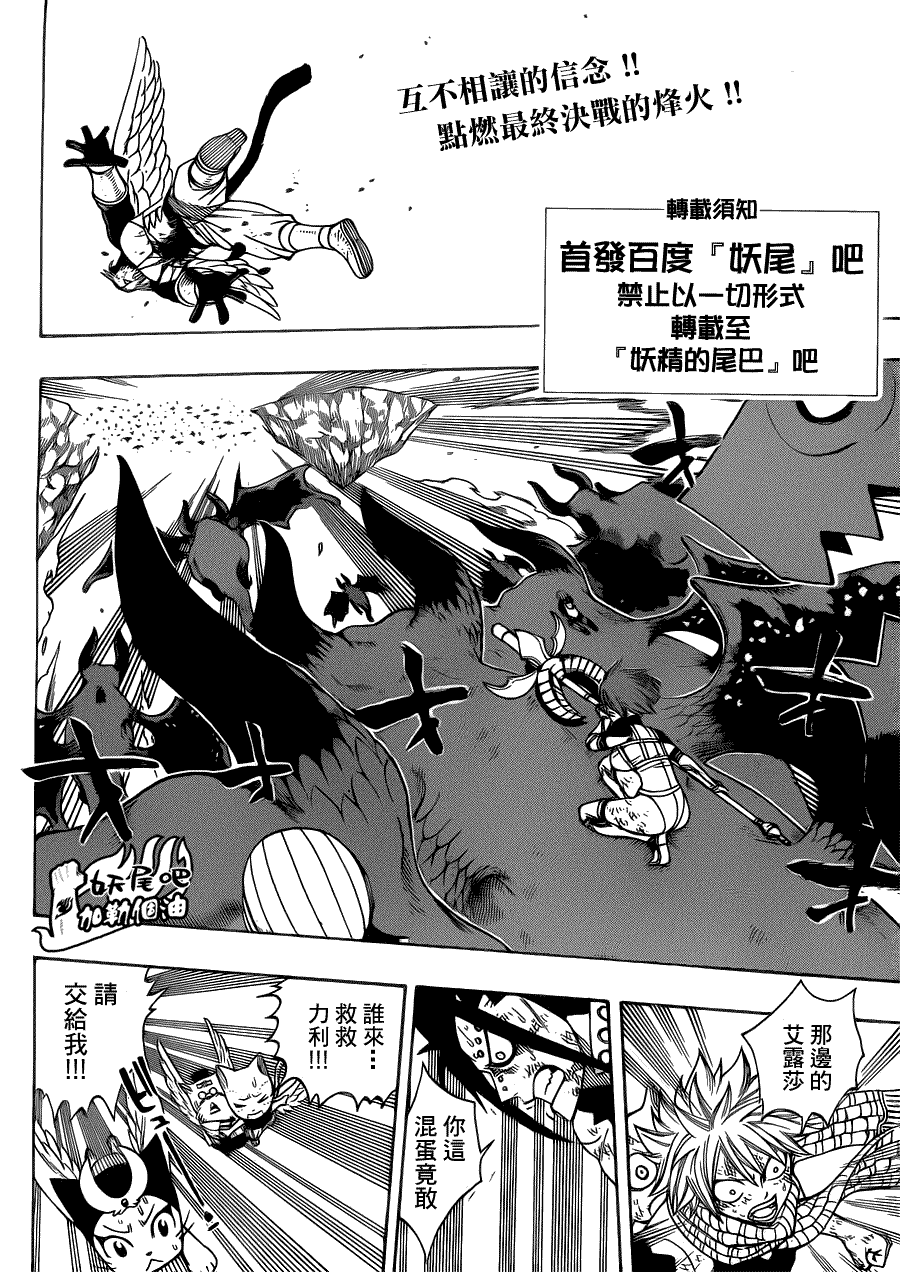 互不相讓的信念!!
點燃最終決戰的烽火!!
轉載須知
首發百度『妖尾』吧
禁止以一切形式
轉載至
『妖精的尾巴』吧
妖尾吧
加勒個油
那邊的
艾露莎
你這
混蛋竟敢
誰來…
救救
力利!!!
請
交給我!!!
ビュ